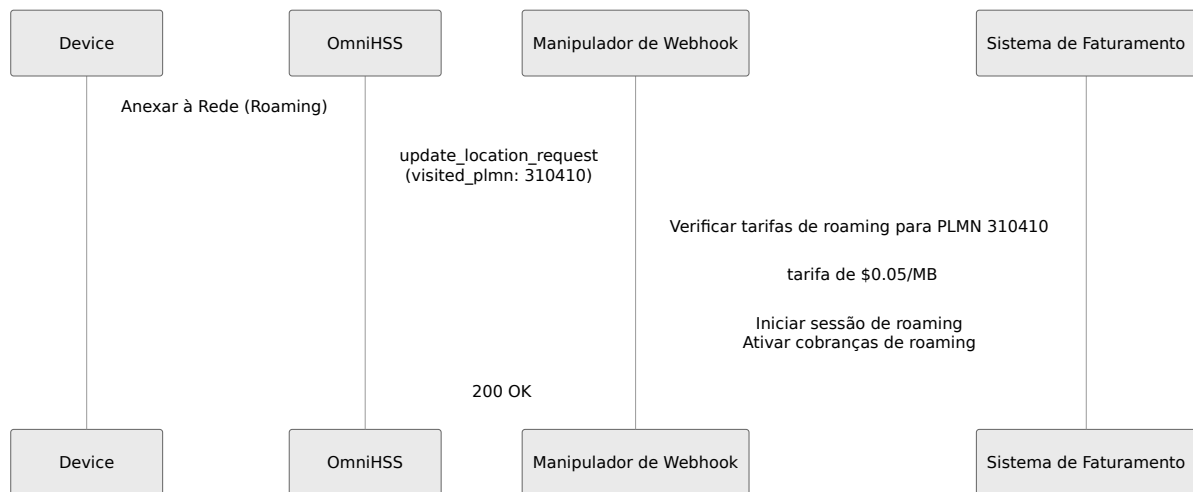 Device
OmniHSS
Manipulador de Webhook
Sistema de Faturamento
Anexar à Rede (Roaming)
update_location_request
(visited_plmn: 310410)
Verificar tarifas de roaming para PLMN 310410
tarifa de $0.05/MB
Iniciar sessão de roaming
Ativar cobranças de roaming
200 OK
Device
OmniHSS
Manipulador de Webhook
Sistema de Faturamento